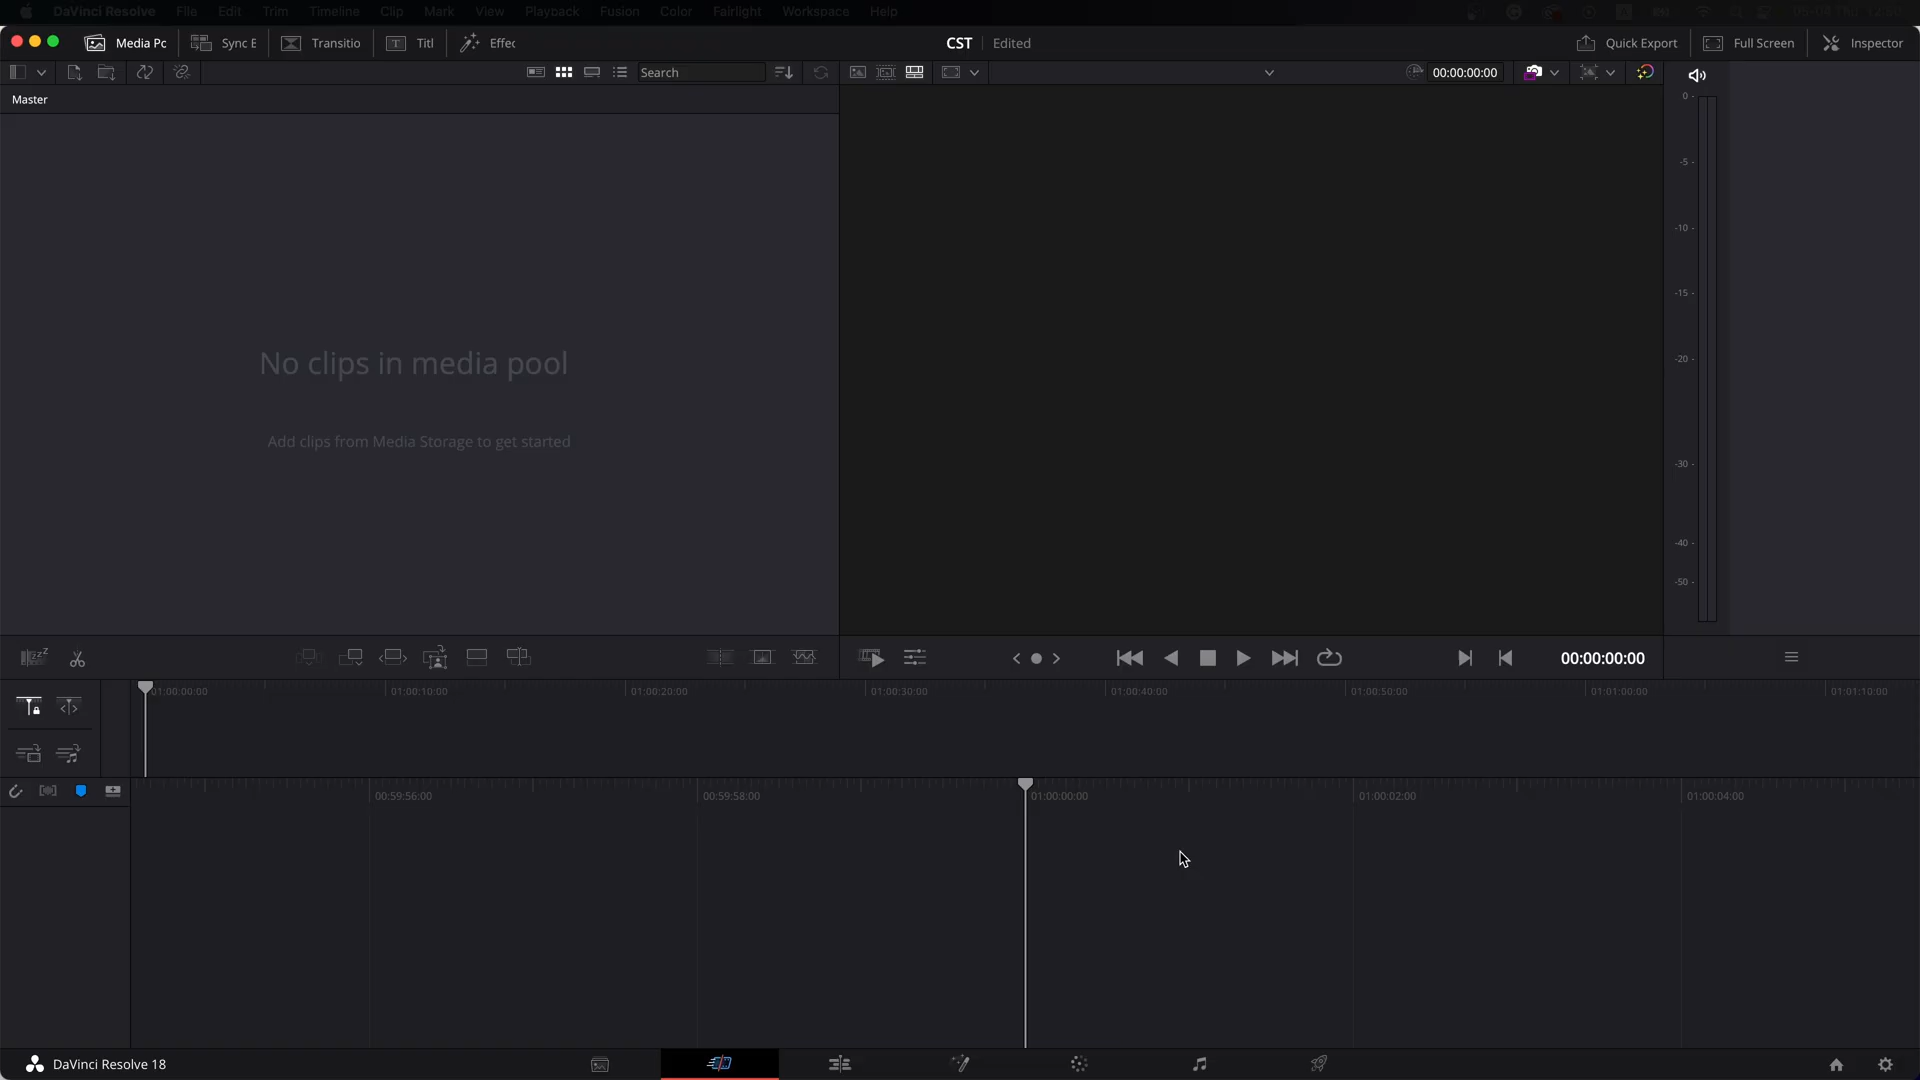 DaVinci Resolve File Edit Trim Timeline Clip Mark View Playback Fusion Color Fairlight Workspace Help
Media Pc Sync E Transitio Titl Effec CST Edited Quick Export Full Screen Inspector
Search 00:00:00:00
Master
0
-5
-10
-15
-20
-30
-40
-50
No clips in media pool
Add clips from Media Storage to get started
00:00:00:00
01:00:00:00 01:00:10:00 01:00:20:00 01:00:30:00 01:00:40:00 01:00:50:00 01:01:00:00 01:01:10:00
00:59:56:00 00:59:58:00 01:00:00:00 01:00:02:00 01:00:04:00
DaVinci Resolve 18